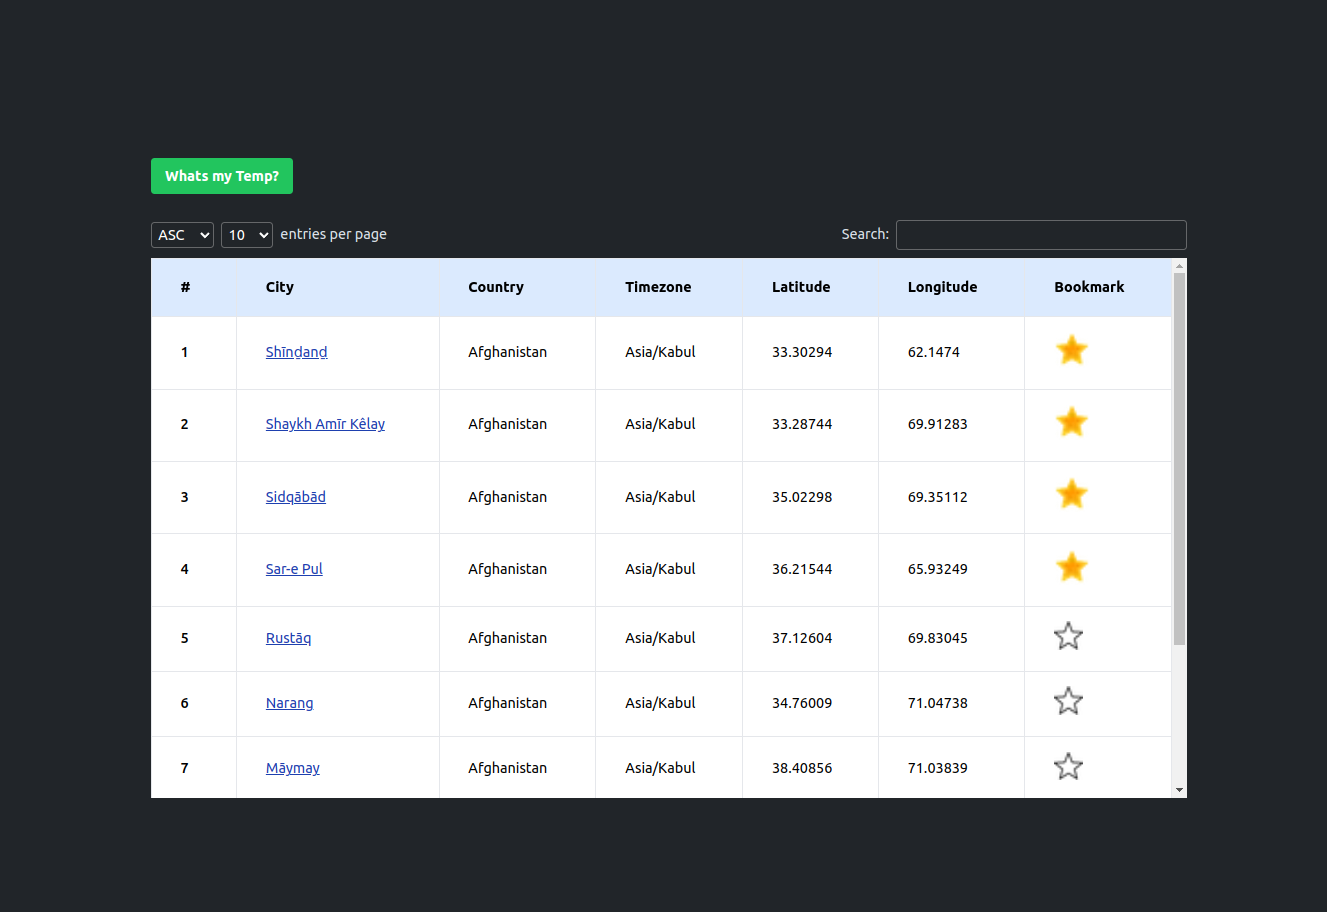 Whats my Temp?
ASC 10 entries per page Search:
# City Country Timezone Latitude Longitude Bookmark
1 Shīnḏanḏ Afghanistan Asia/Kabul 33.30294 62.1474
2 Shaykh Amīr Kêlay Afghanistan Asia/Kabul 33.28744 69.91283
3 Sidqābād Afghanistan Asia/Kabul 35.02298 69.35112
4 Sar-e Pul Afghanistan Asia/Kabul 36.21544 65.93249
5 Rustāq Afghanistan Asia/Kabul 37.12604 69.83045
6 Narang Afghanistan Asia/Kabul 34.76009 71.04738
7 Māymay Afghanistan Asia/Kabul 38.40856 71.03839